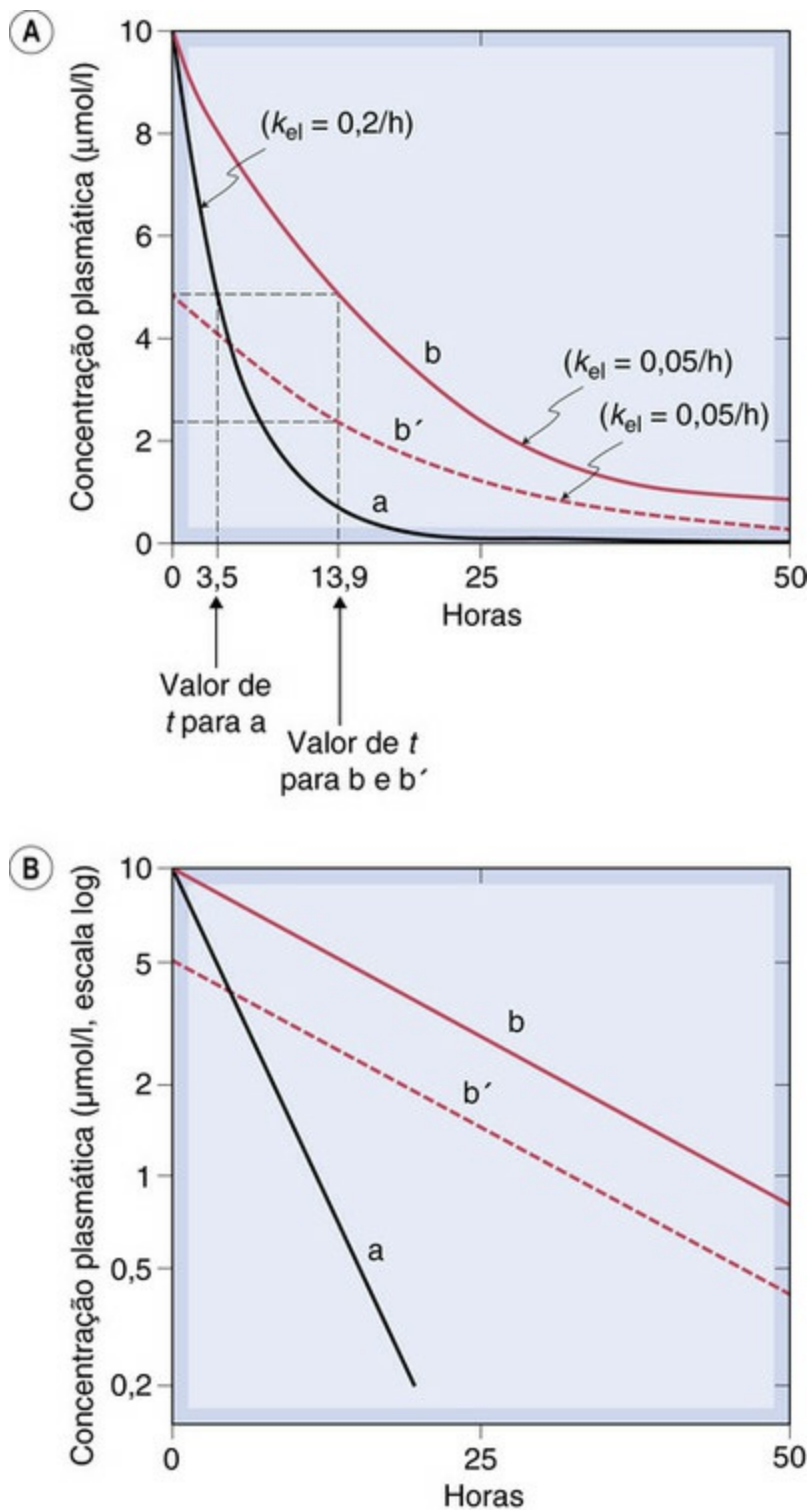 A
Concentração plasmática (µmol/l)
10
8
6
4
2
0
(kel = 0,2/h)
b
(kel = 0,05/h)
(kel = 0,05/h)
b´
a
0 3,5 13,9 25 50
Horas
Valor de
t para a
Valor de t
para b e b´
B
Concentração plasmática (µmol/l, escala log)
10
5
2
1
0,5
0,2
b
b´
a
0 25 50
Horas